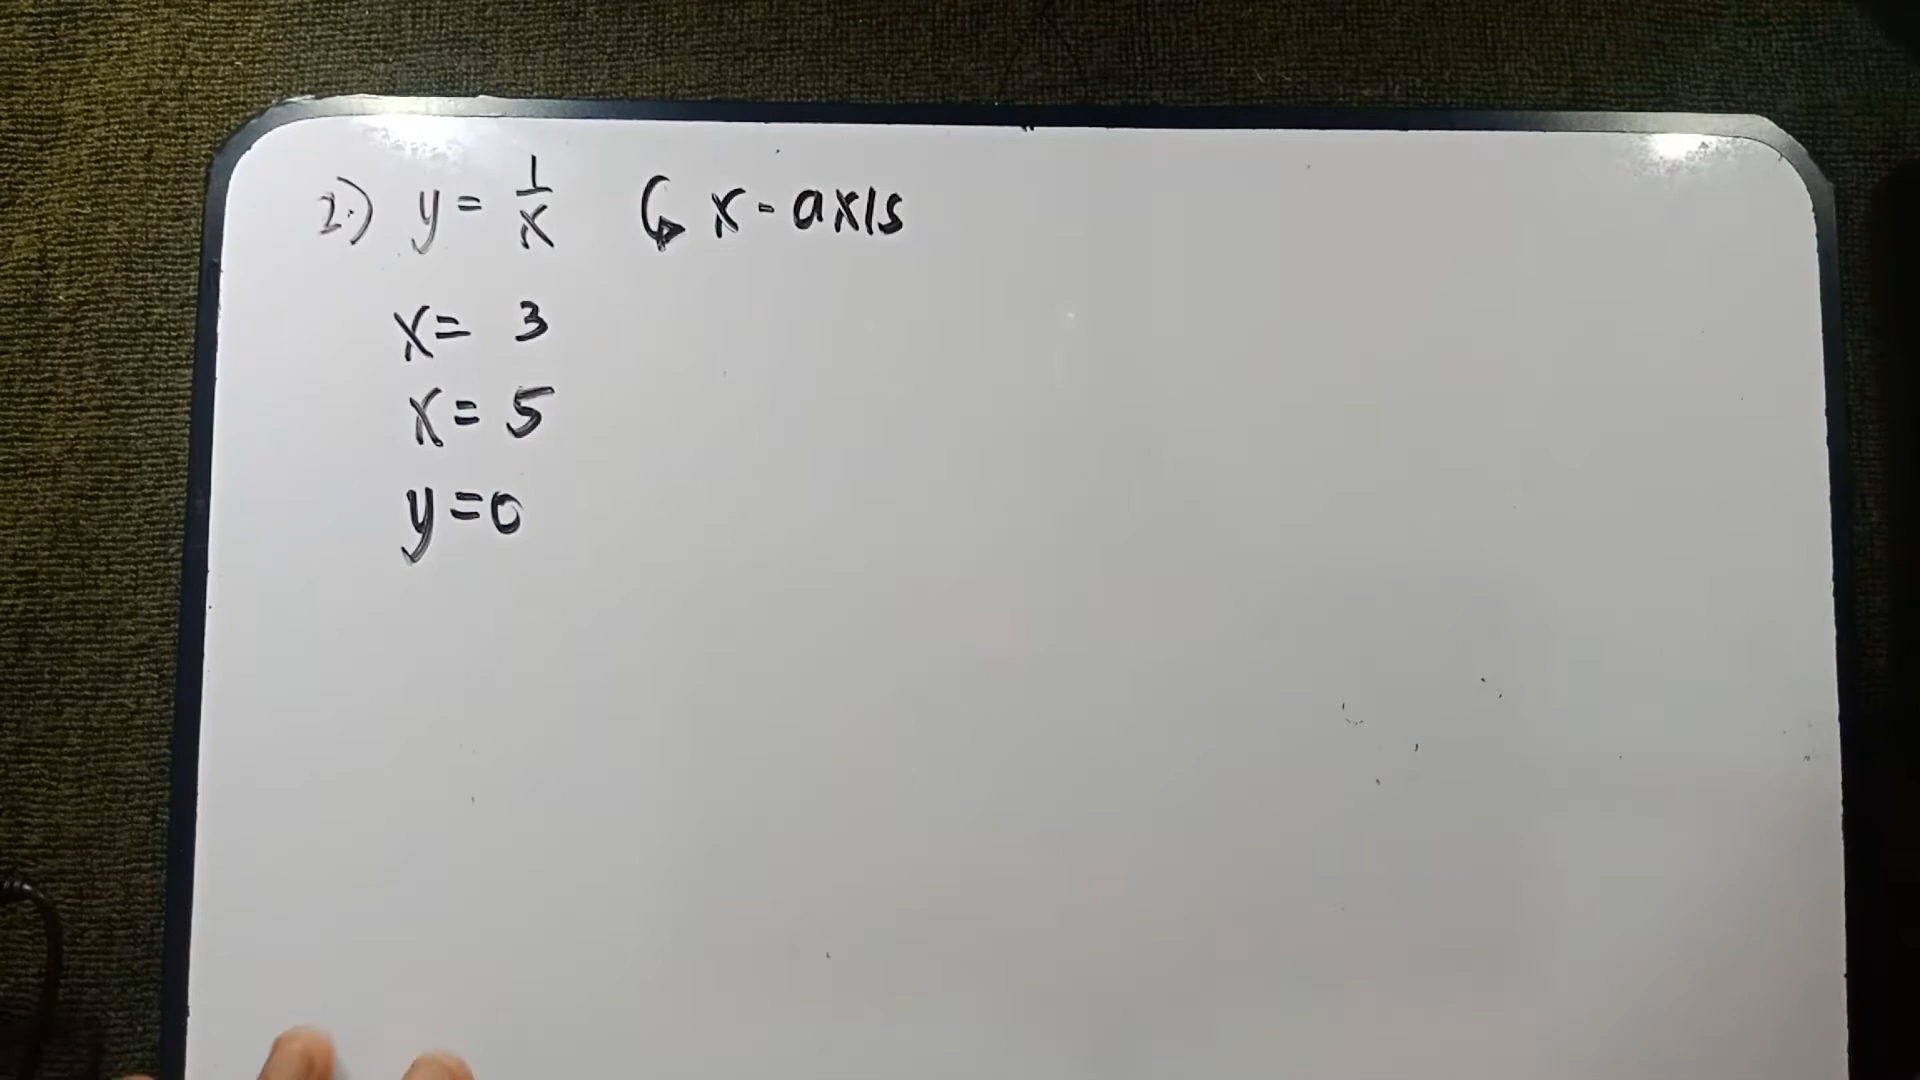 2.) y = 1/x ↳ x - axis
x = 3
x = 5
y = 0